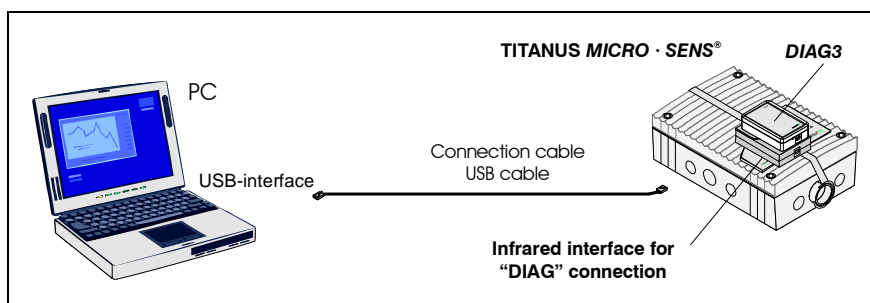 TITANUS MICRO · SENS®
DIAG3
PC
Connection cable
USB cable
USB-interface
Infrared interface for
“DIAG” connection